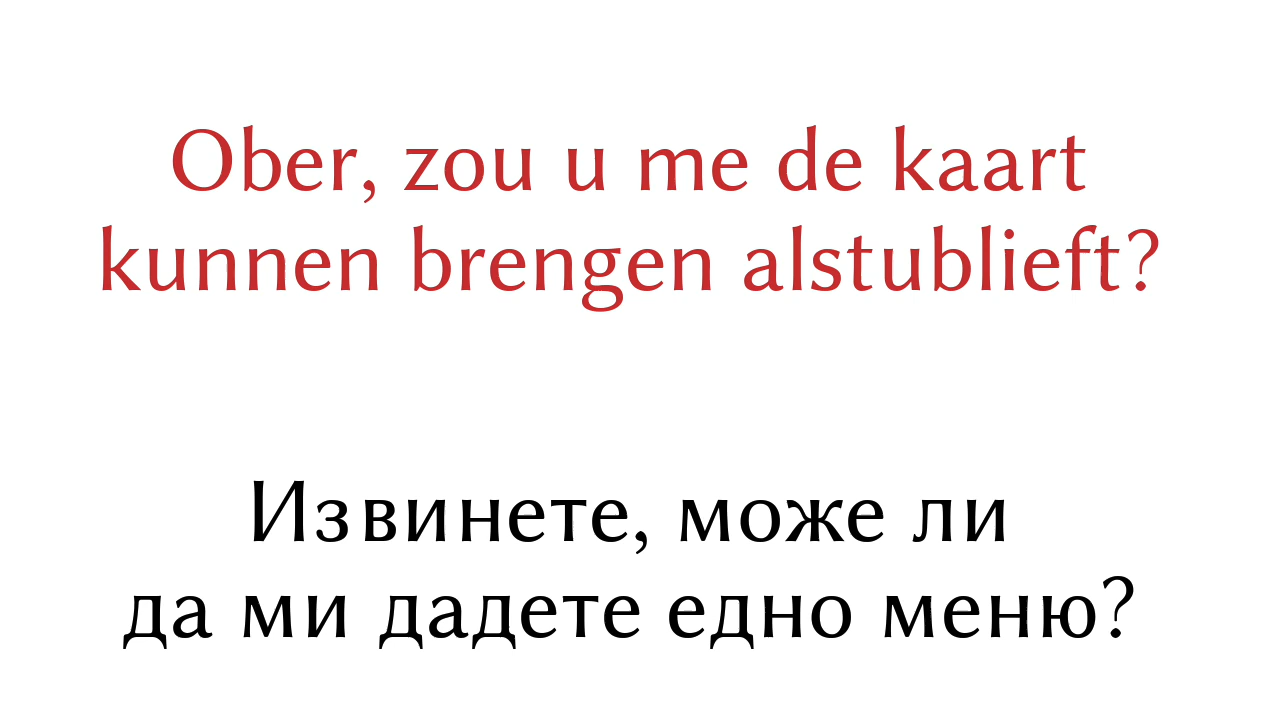 Ober, zou u me de kaart
kunnen brengen alstublieft?
Извинете, може ли
да ми дадете едно меню?